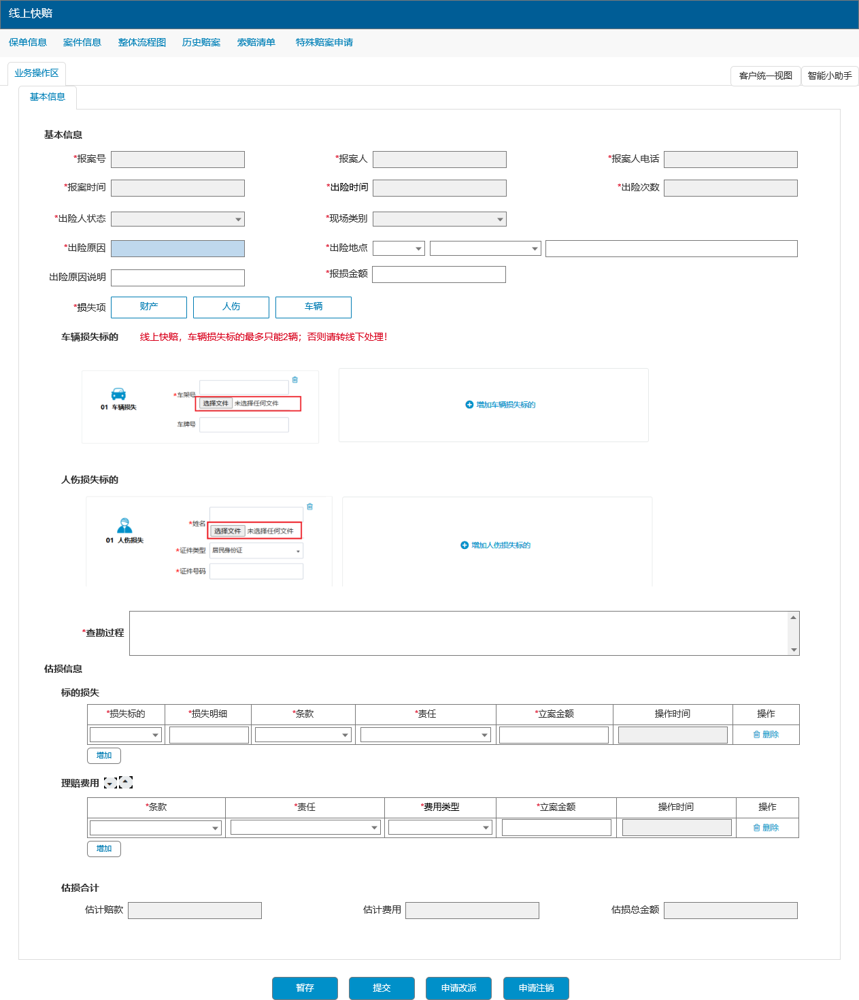 线上快赔
保单信息 案件信息 整体流程图 历史赔案 索赔清单 特殊赔案申请
业务操作区 客户统一视图 智能小助手
基本信息
基本信息
*报案号 *报案人 *报案人电话
*报案时间 *出险时间 *出险次数
*出险人状态 *现场类别
*出险原因 *出险地点
出险原因说明 *报损金额
*损失项 财产 人伤 车辆
车辆损失标的 线上快赔，车辆损失标的最多只能2辆；否则请转线下处理！
*车架号
选择文件 未选择任何文件
01 车辆损失
车牌号
增加车辆损失标的
人伤损失标的
*姓名
选择文件 未选择任何文件
01 人伤损失
*证件类型 居民身份证
*证件号码
增加人伤损失标的
*查勘过程
估损信息
标的损失
*损失标的 *损失明细 *条款 *责任 *立案金额 操作时间 操作
删除
增加
理赔费用
*条款 *责任 *费用类型 *立案金额 操作时间 操作
删除
增加
估损合计
估计赔款 估计费用 估损总金额
暂存 提交 申请改派 申请注销